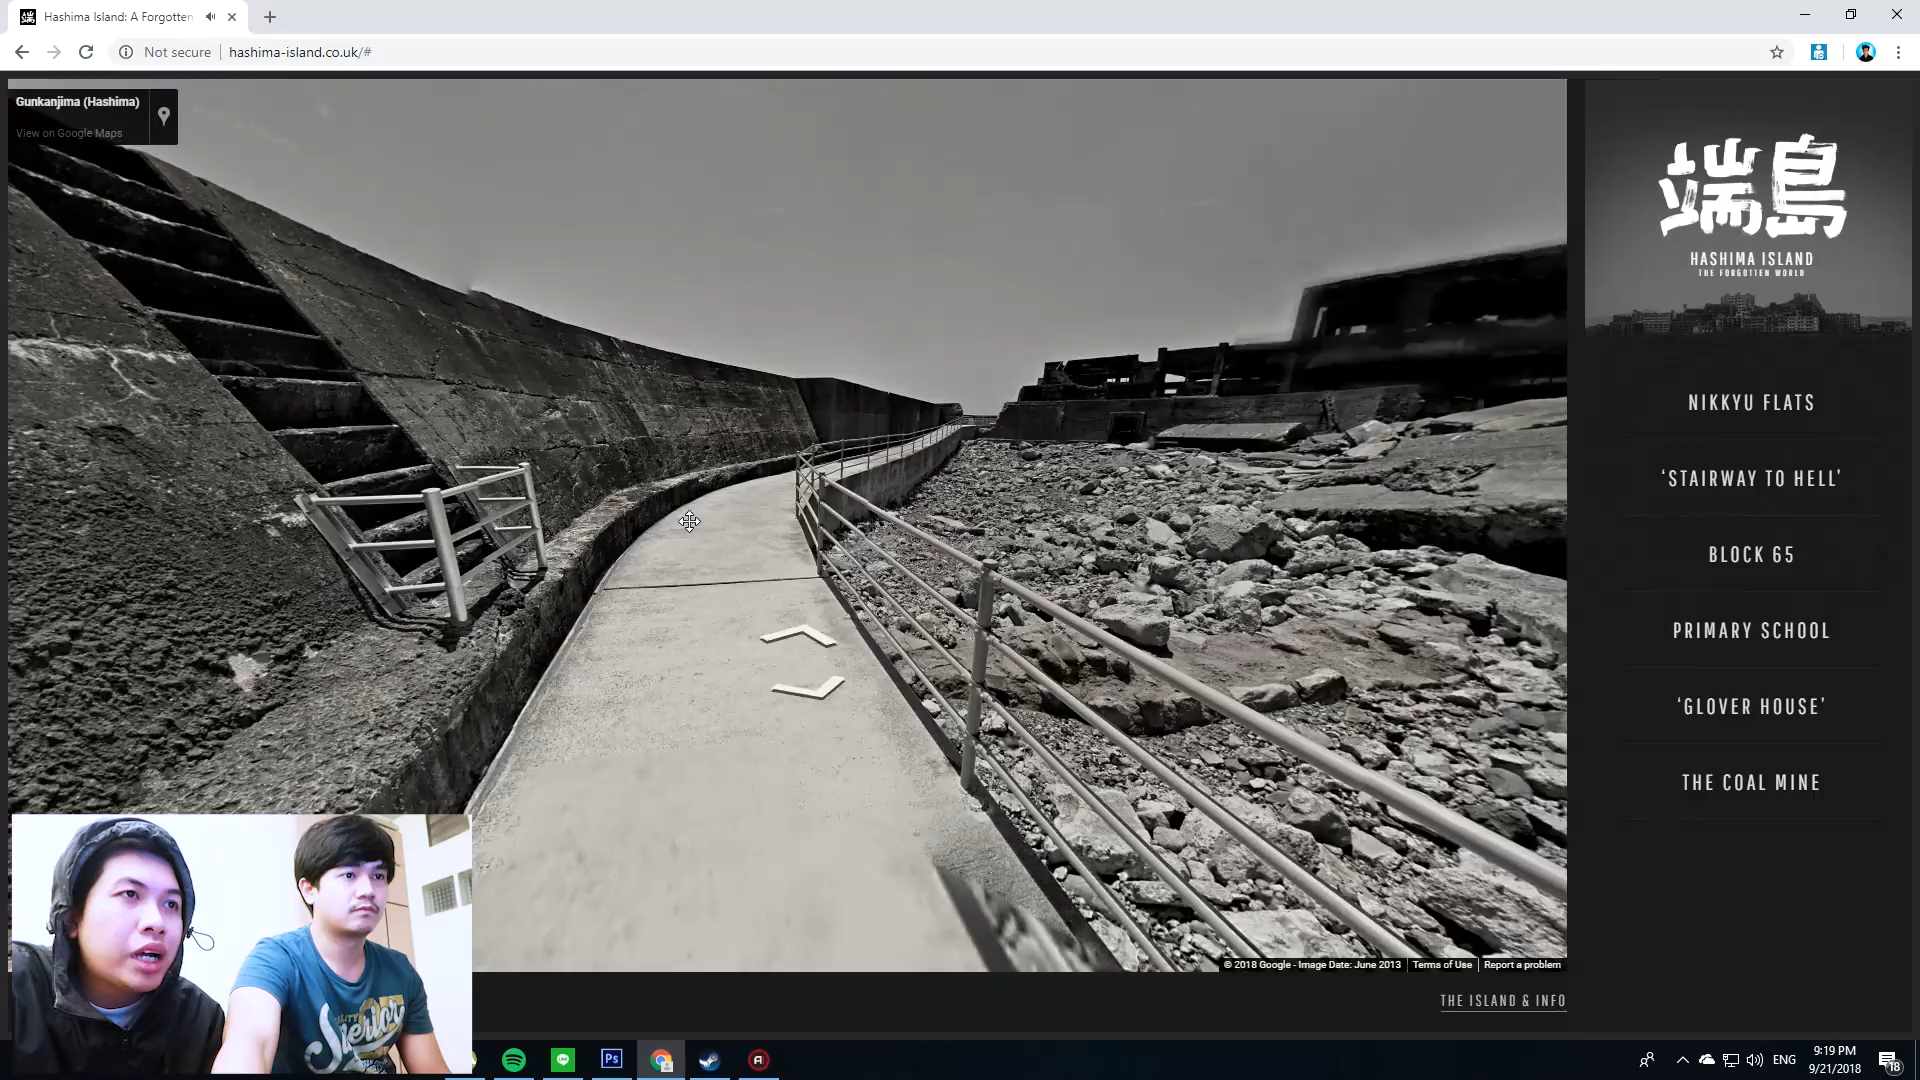 Hashima Island: A Forgotten
Not secure
hashima-island.co.uk/#
Gunkanjima (Hashima)
View on Google Maps
端島
HASHIMA ISLAND
THE FORGOTTEN WORLD
NIKKYU FLATS
‘STAIRWAY TO HELL’
BLOCK 65
PRIMARY SCHOOL
‘GLOVER HOUSE’
THE COAL MINE
© 2018 Google - Image Date: June 2013
Terms of Use
Report a problem
THE ISLAND & INFO
Superior
Ps
ENG
9:19 PM
9/21/2018
18